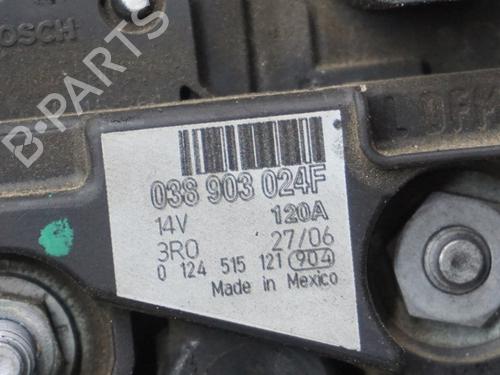 BOSCH
B-PARTS
038 903 024F
14V 120A
3R0 27/06
0 124 515 121 904
Made in Mexico